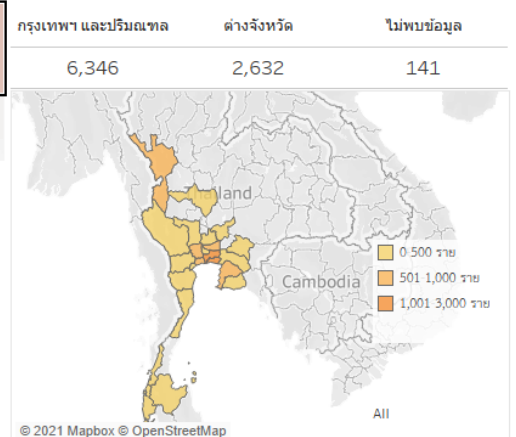 กรุงเทพฯ และปริมณฑล ต่างจังหวัด ไม่พบข้อมูล
6,346 2,632 141
Thailand
0 500 ราย
501 1,000 ราย
Cambodia
1,001 3,000 ราย
All
© 2021 Mapbox © OpenStreetMap